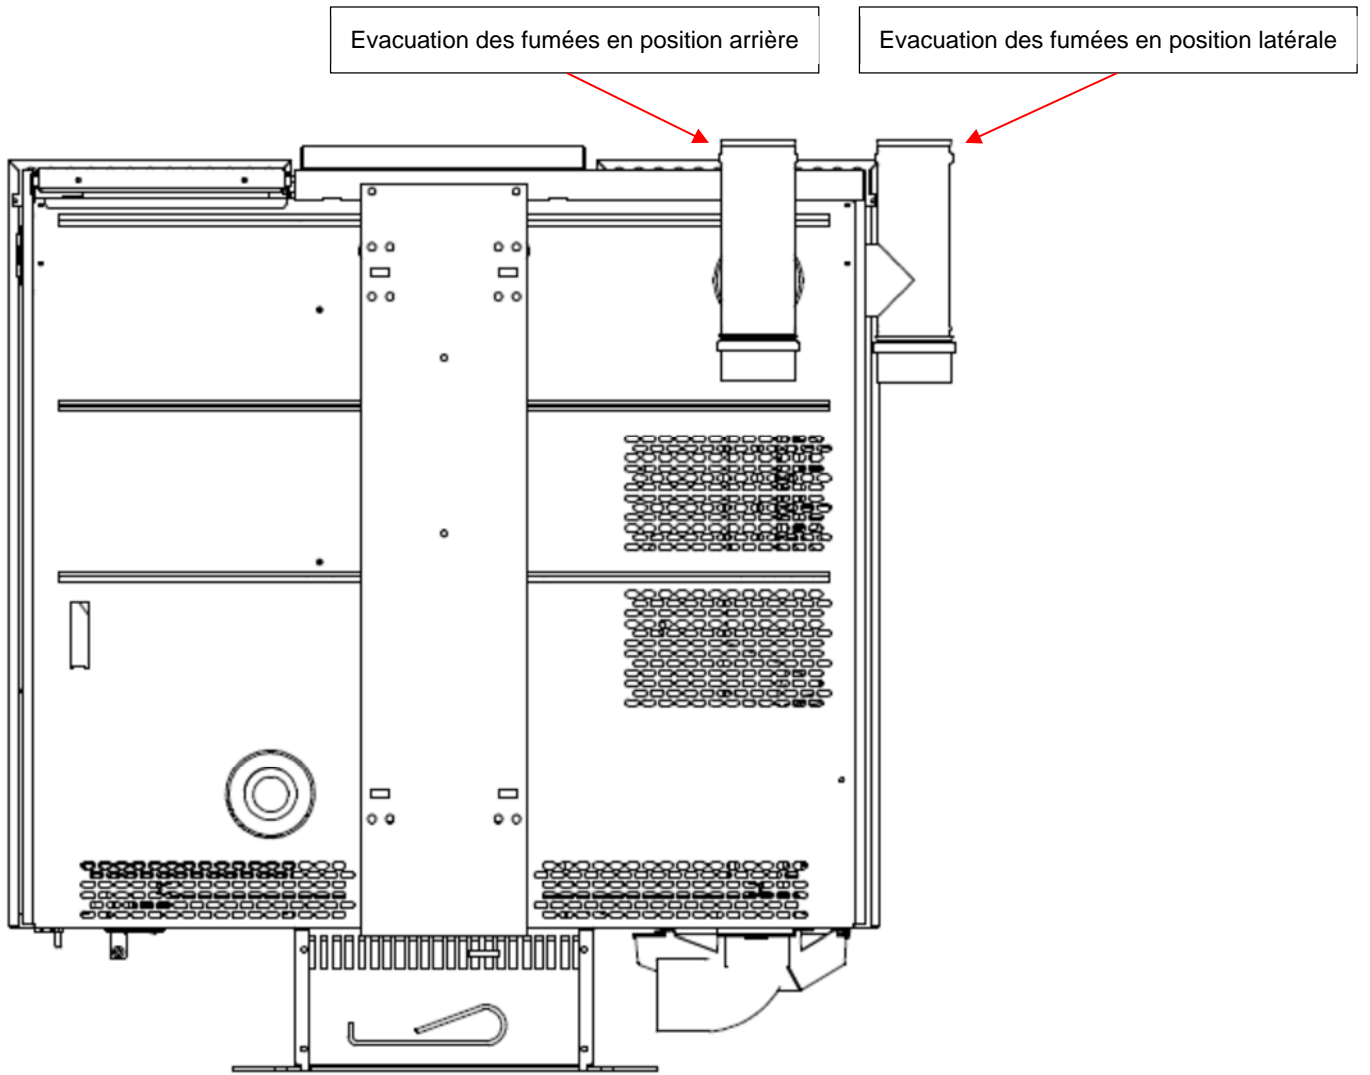 Evacuation des fumées en position arrière
Evacuation des fumées en position latérale